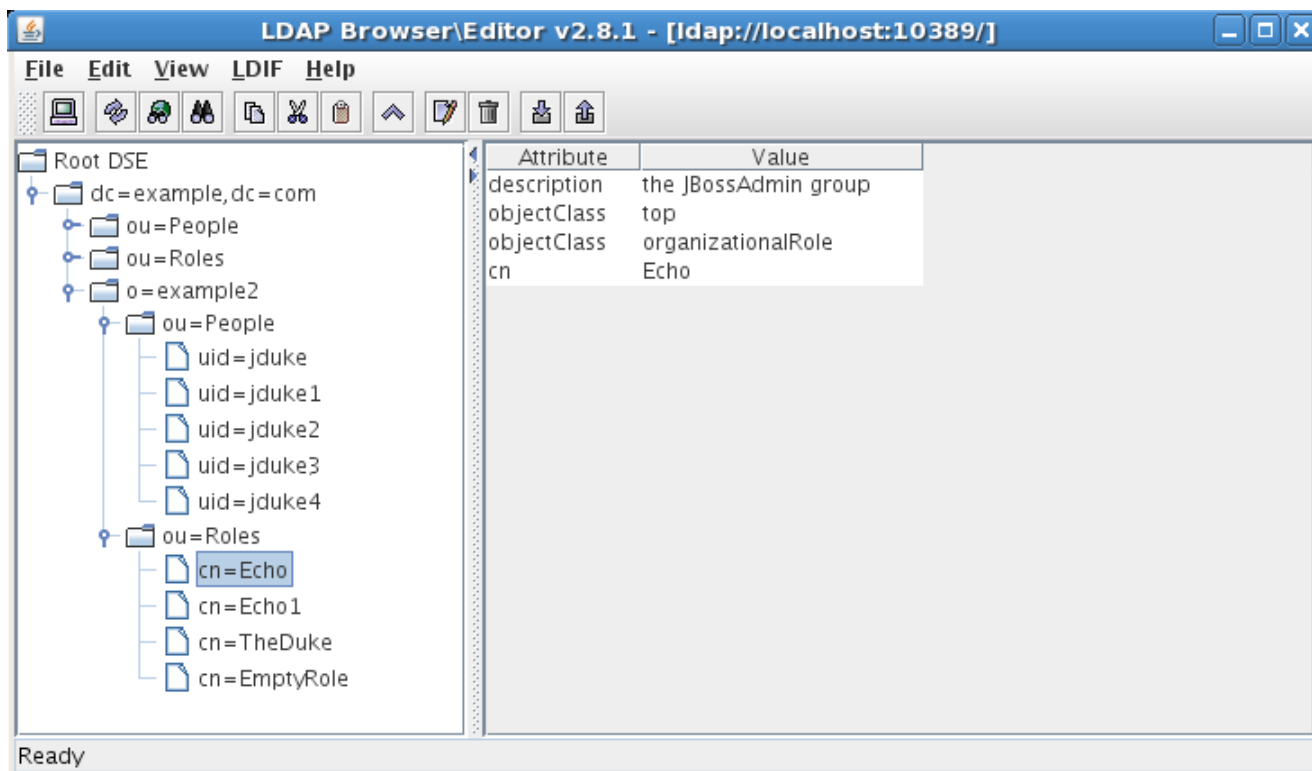 LDAP Browser\Editor v2.8.1 - [ldap://localhost:10389/]
File Edit View LDIF Help
Root DSE
dc=example,dc=com
ou=People
ou=Roles
o=example2
ou=People
uid=jduke
uid=jduke1
uid=jduke2
uid=jduke3
uid=jduke4
ou=Roles
cn=Echo
cn=Echo1
cn=TheDuke
cn=EmptyRole
Attribute Value
description the JBossAdmin group
objectClass top
objectClass organizationalRole
cn Echo
Ready